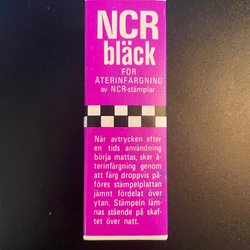 NCR
bläck
FÖR
ÅTERINFÄRGNING
av NCR-stämplar
När avtrycken efter
en tids användning
börja mattas, sker å-
terinfärgning genom
att färg droppvis på-
föres stämpelplattan
jämnt fördelat över
ytan. Stämpeln läm-
nas stående på skaf-
tet över natt.